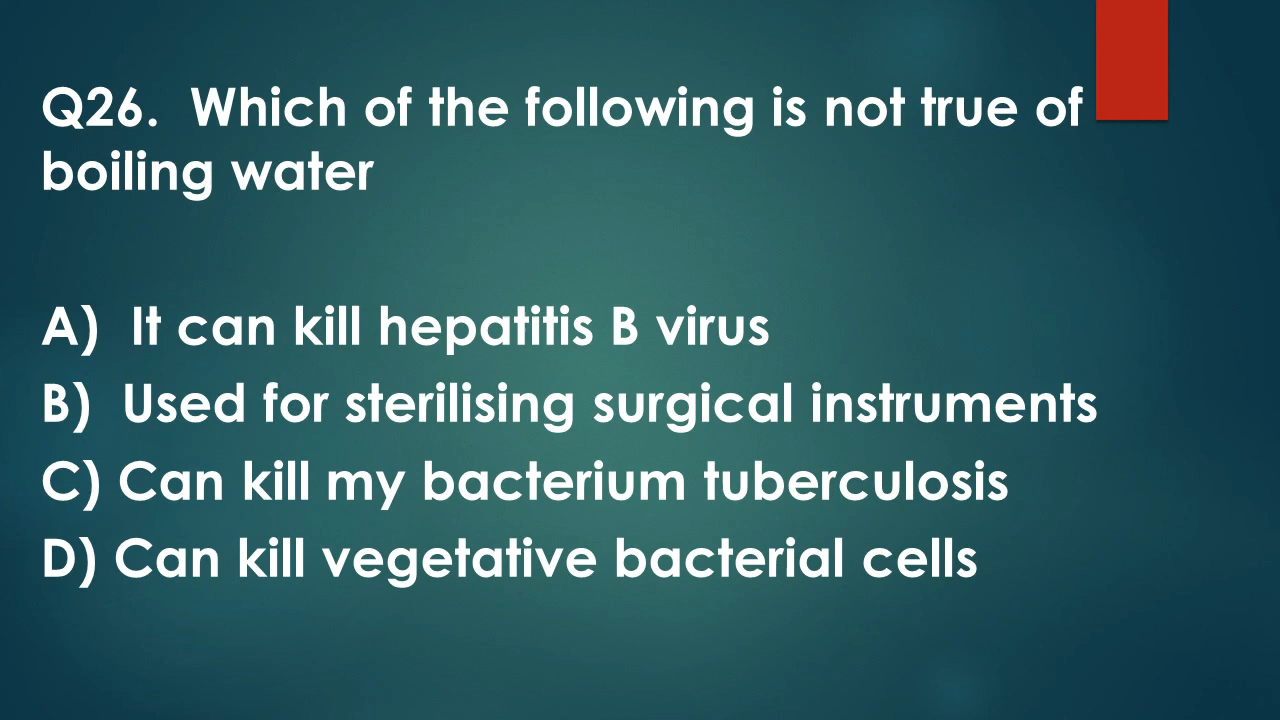 Q26.  Which of the following is not true of
boiling water
A)  It can kill hepatitis B virus
B)  Used for sterilising surgical instruments
C) Can kill my bacterium tuberculosis
D) Can kill vegetative bacterial cells